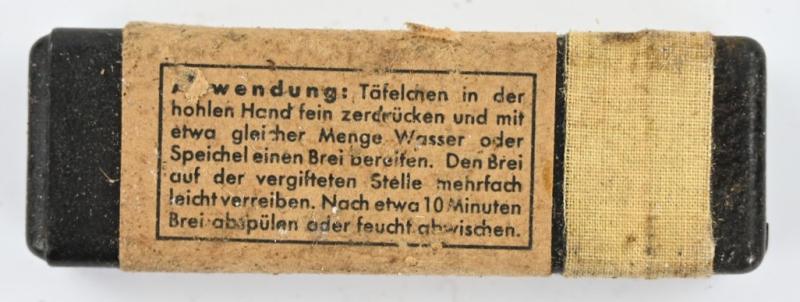 Anwendung: Täfelchen in der
hohlen Hand fein zerdrücken und mit
etwa gleicher Menge Wasser oder
Speichel einen Brei bereiten. Den Brei
auf der vergifteten Stelle mehrfach
leicht verreiben. Nach etwa 10 Minuten
Brei abspülen oder feucht abwischen.